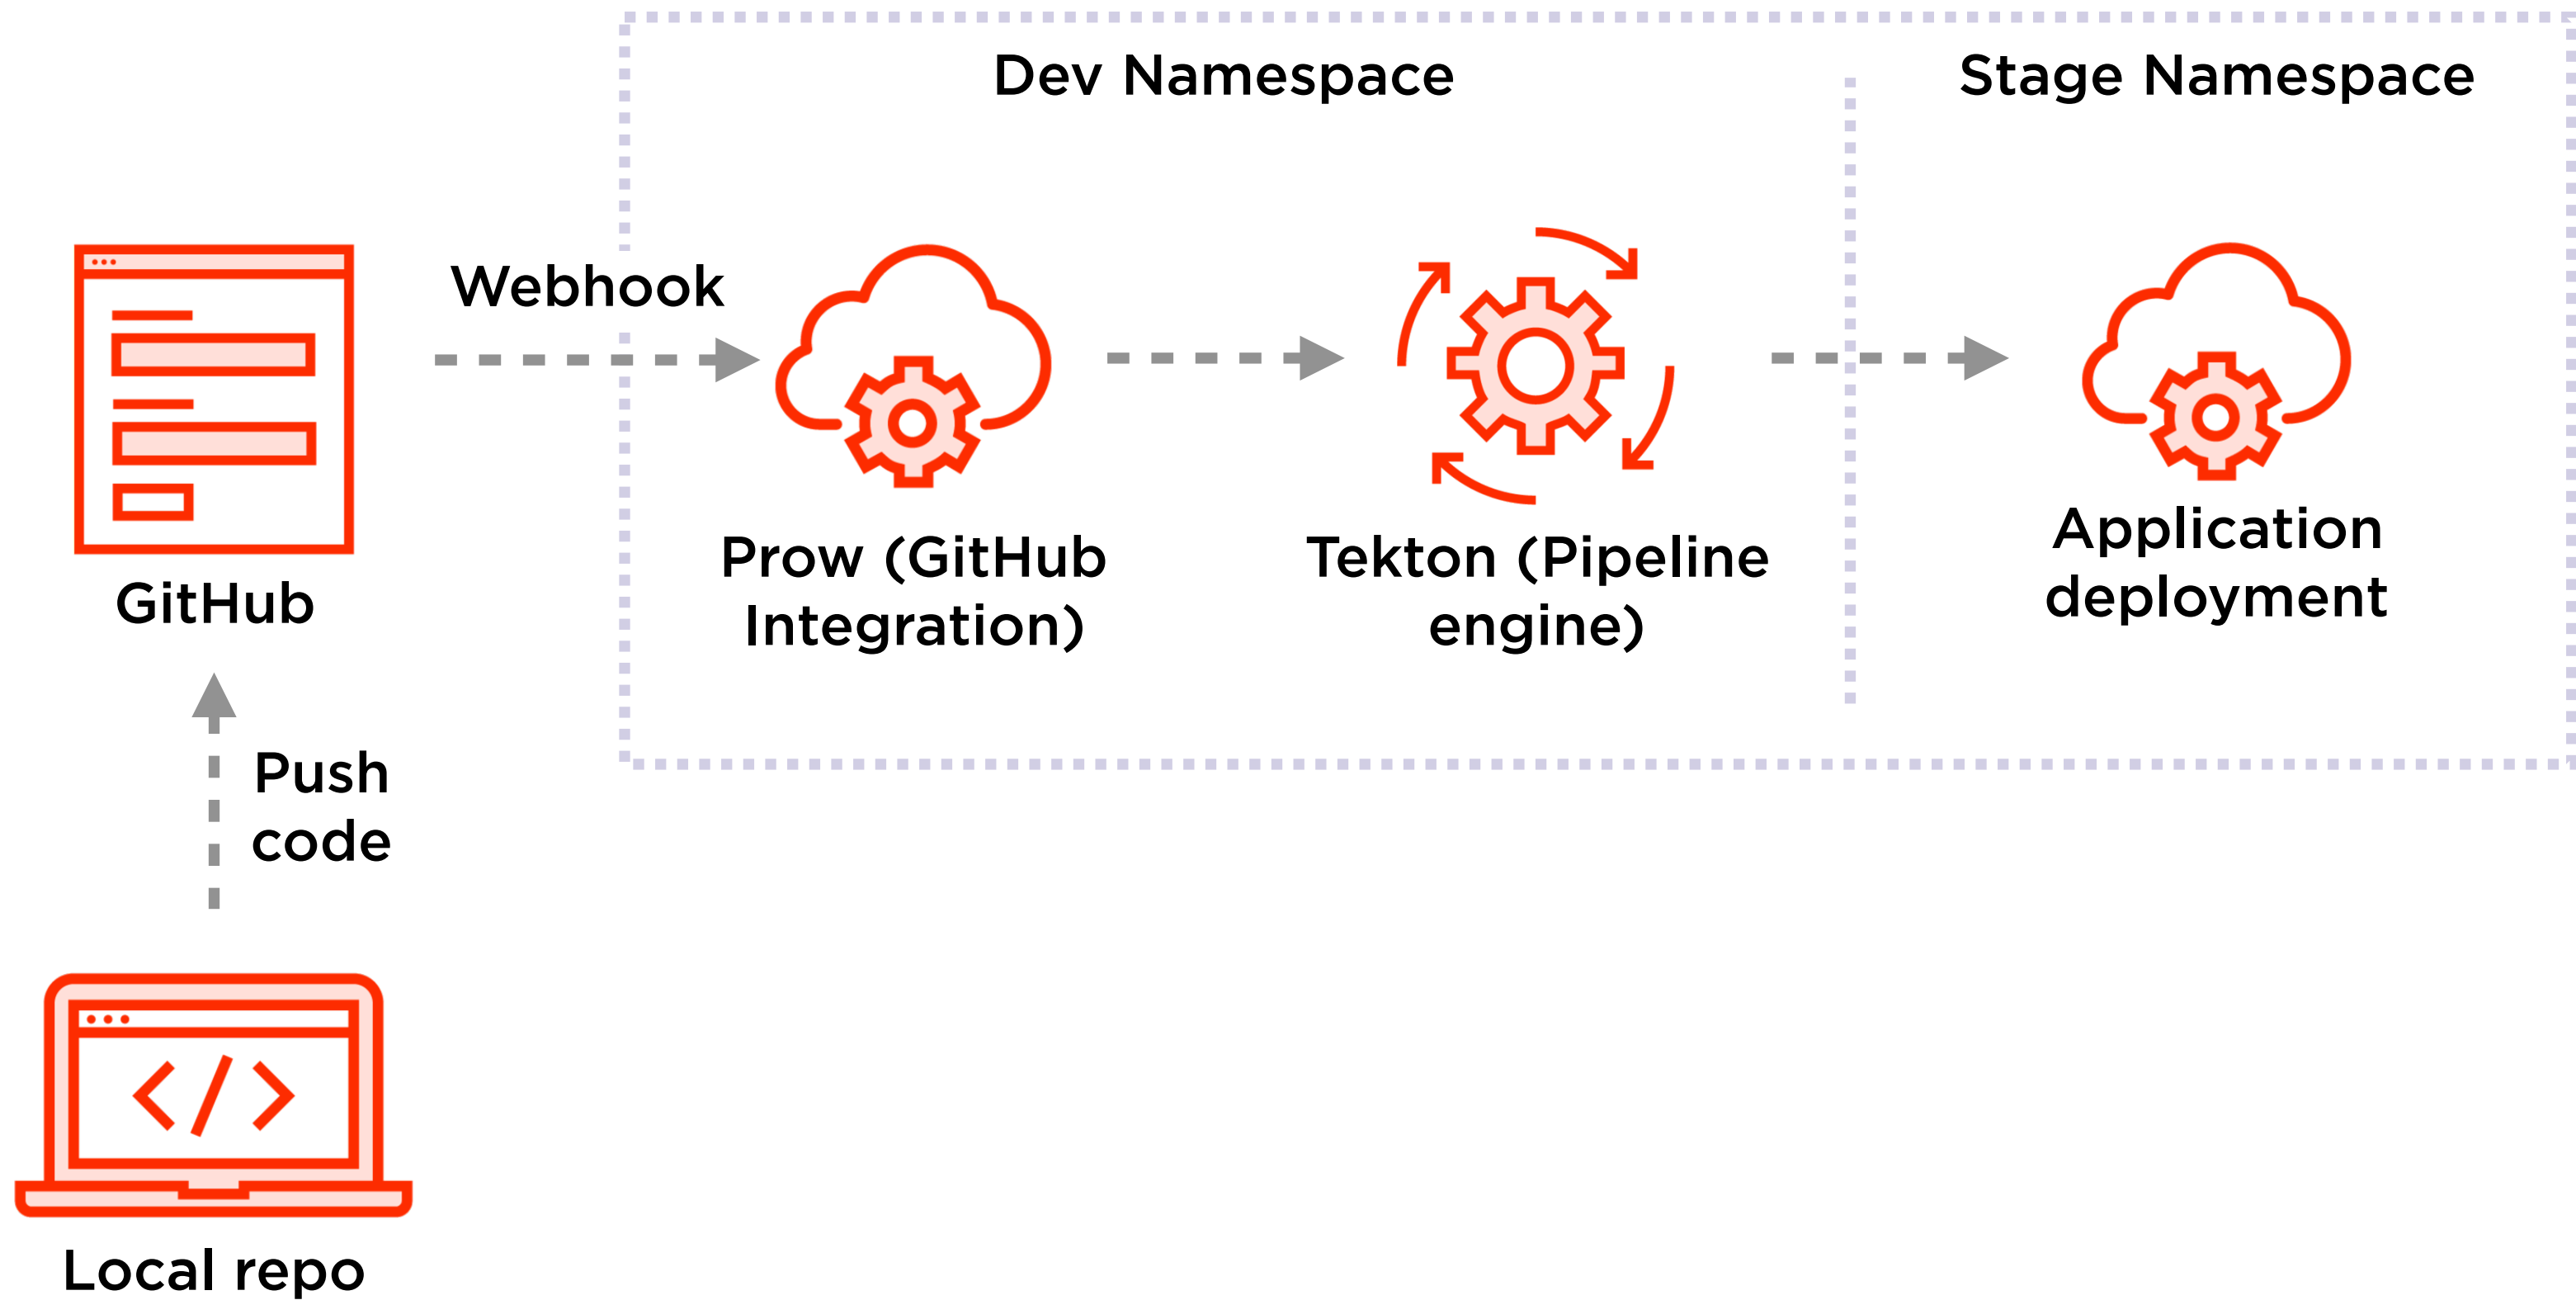 Dev Namespace
Stage Namespace
Webhook
GitHub
Prow (GitHub
Integration)
Tekton (Pipeline
engine)
Application
deployment
Push
code
</>
Local repo